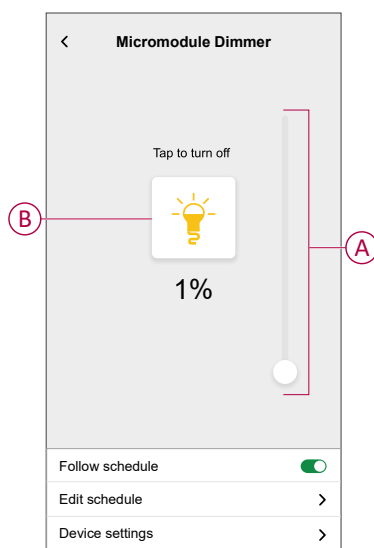 Micromodule Dimmer
Tap to turn off
B
A
1%
Follow schedule
Edit schedule
Device settings